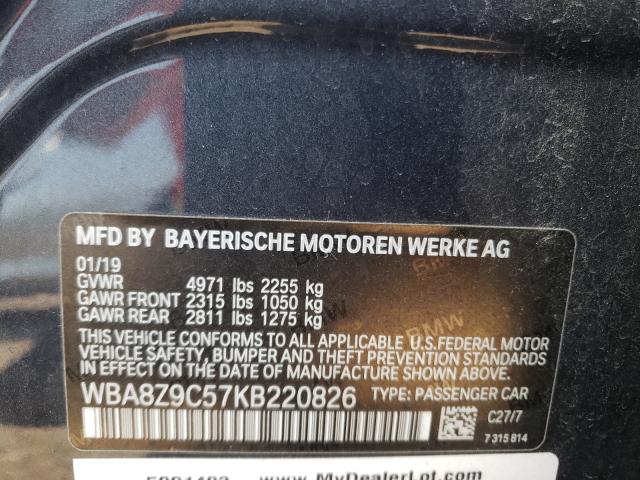 MFD BY BAYERISCHE MOTOREN WERKE AG
01/19
GVWR 4971 lbs 2255 kg
GAWR FRONT 2315 lbs 1050 kg
GAWR REAR 2811 lbs 1275 kg
THIS VEHICLE CONFORMS TO ALL APPLICABLE U.S.FEDERAL MOTOR
VEHICLE SAFETY, BUMPER AND THEFT PREVENTION STANDARDS
IN EFFECT ON THE DATE OF MANUFACTURE SHOWN ABOVE.
WBA8Z9C57KB220826 TYPE: PASSENGER CAR
C27/7
7 315 814
www.MyDealerLot.com